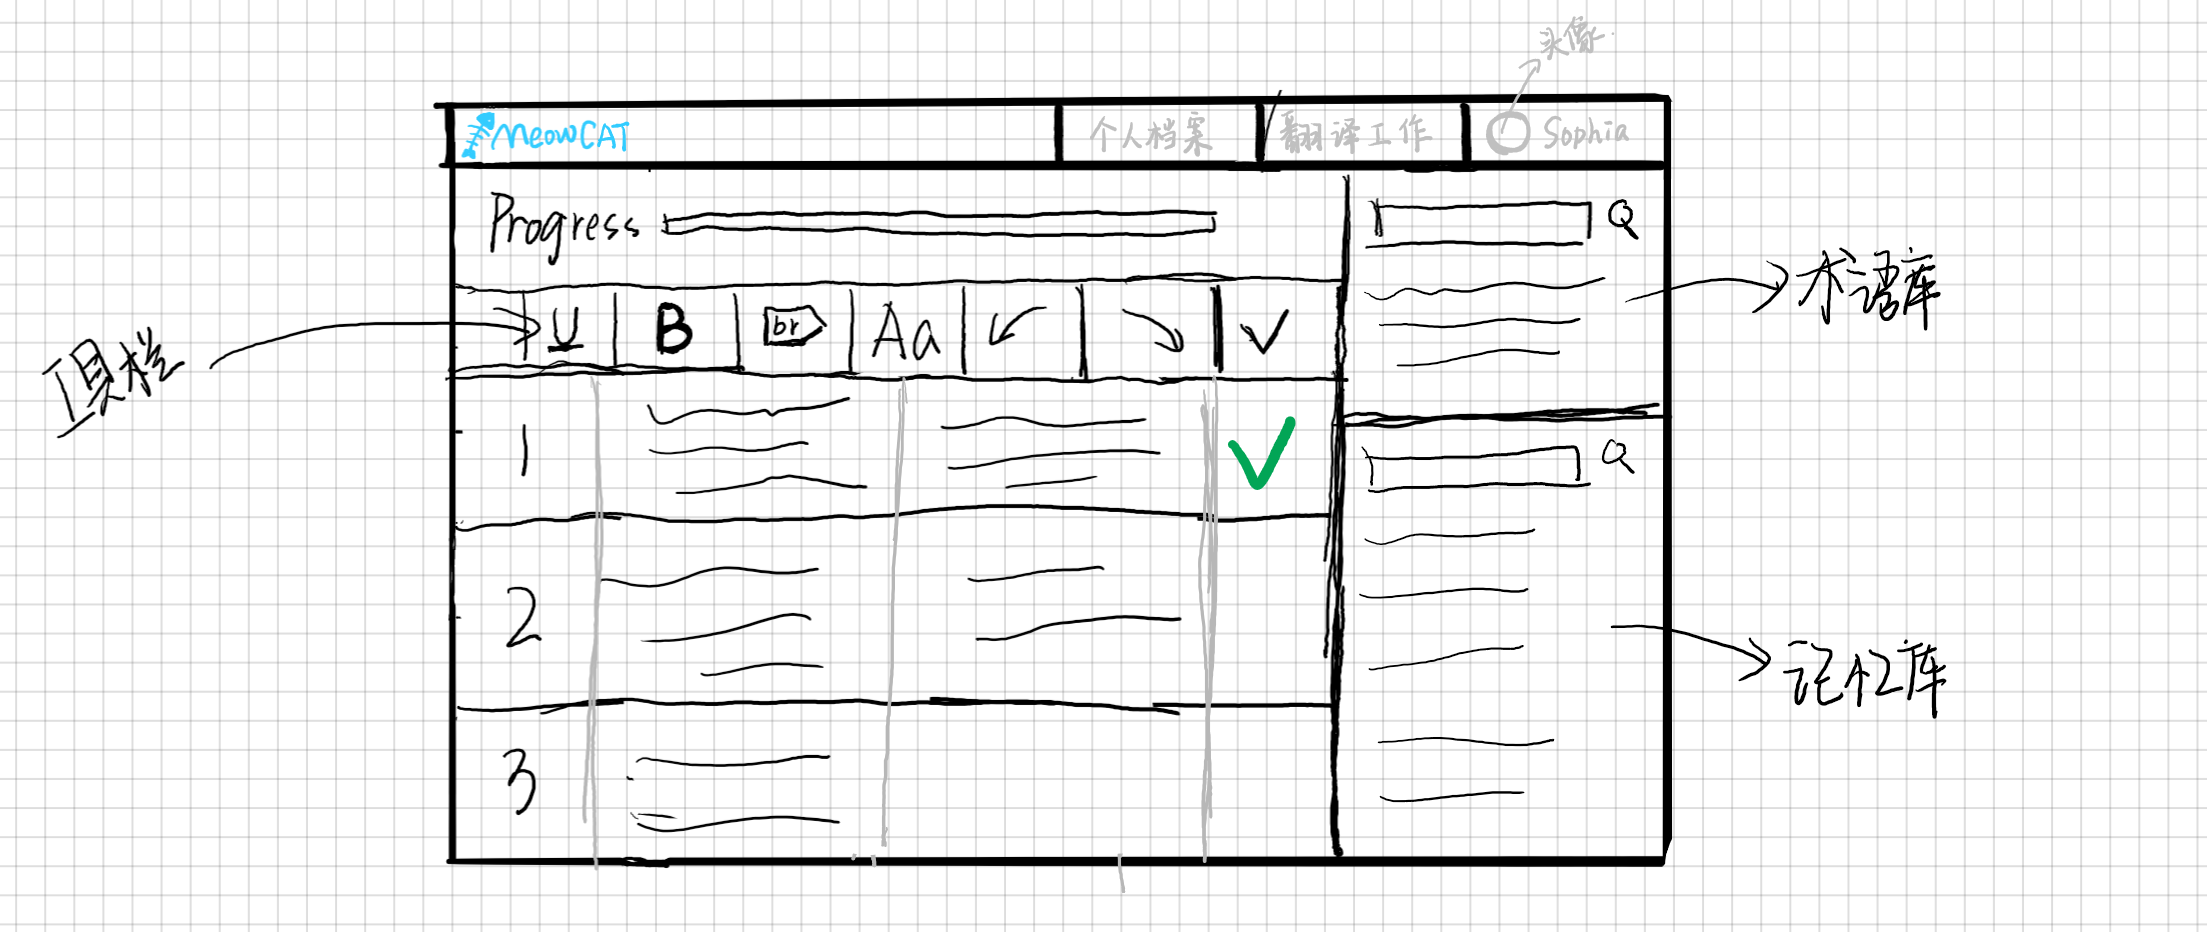 头像
MeowCAT
个人档案
翻译工作
Sophia
Progress
Q
术语库
工具栏
U
B
br
Aa
1
Q
2
记忆库
3